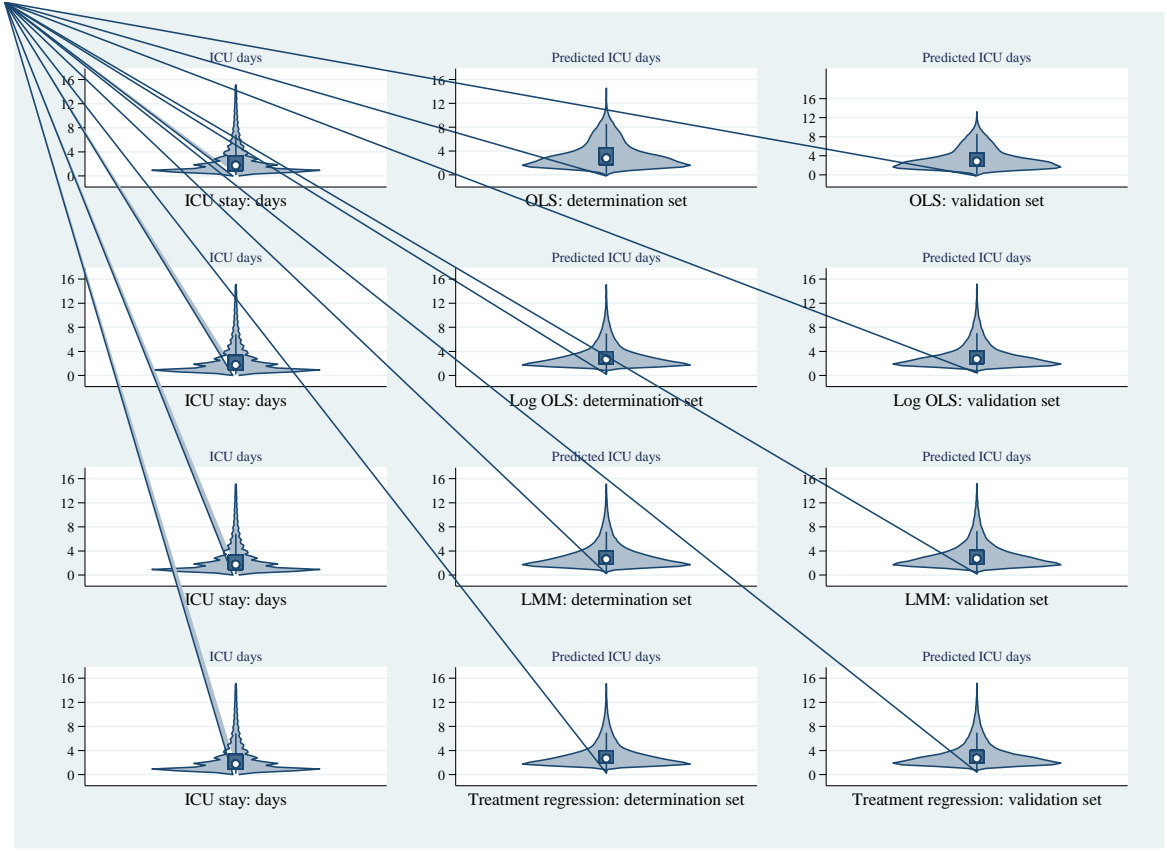 ICU days
Predicted ICU days
Predicted ICU days
16
12
8
4
0
16
12
8
4
0
16
12
8
4
0
ICU stay: days
OLS: determination set
OLS: validation set
ICU days
Predicted ICU days
Predicted ICU days
16
12
8
4
0
16
12
8
4
0
16
12
8
4
0
ICU stay: days
Log OLS: determination set
Log OLS: validation set
ICU days
Predicted ICU days
Predicted ICU days
16
12
8
4
0
16
12
8
4
0
16
12
8
4
0
ICU stay: days
LMM: determination set
LMM: validation set
ICU days
Predicted ICU days
Predicted ICU days
16
12
8
4
0
16
12
8
4
0
16
12
8
4
0
ICU stay: days
Treatment regression: determination set
Treatment regression: validation set